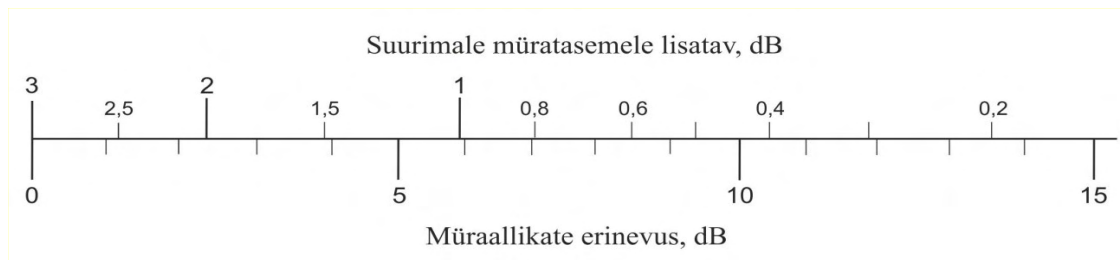 Suurimale müratasemele lisatav, dB
3 2,5 2 1,5 1 0,8 0,6 0,4 0,2
0 5 10 15
Müraallikate erinevus, dB